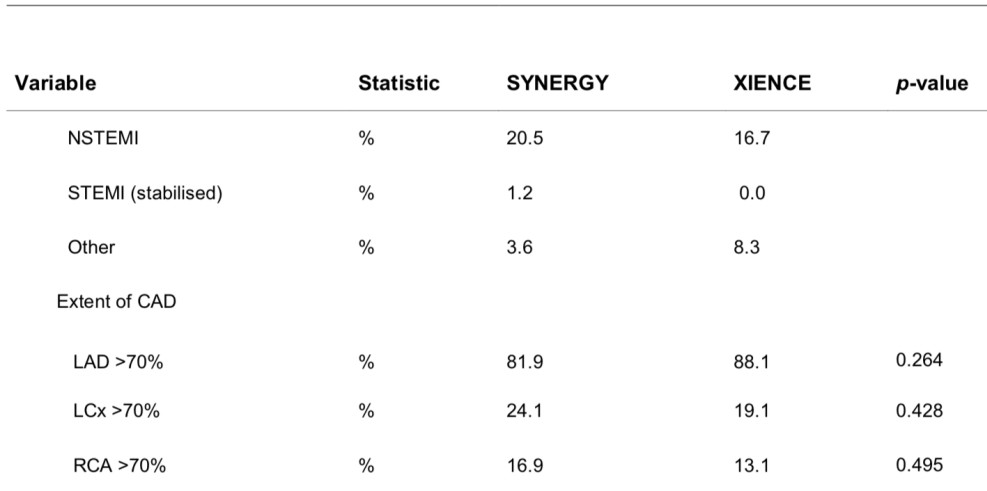 Variable Statistic SYNERGY XIENCE p-value
NSTEMI % 20.5 16.7
STEMI (stabilised) % 1.2 0.0
Other % 3.6 8.3
Extent of CAD
LAD >70% % 81.9 88.1 0.264
LCx >70% % 24.1 19.1 0.428
RCA >70% % 16.9 13.1 0.495